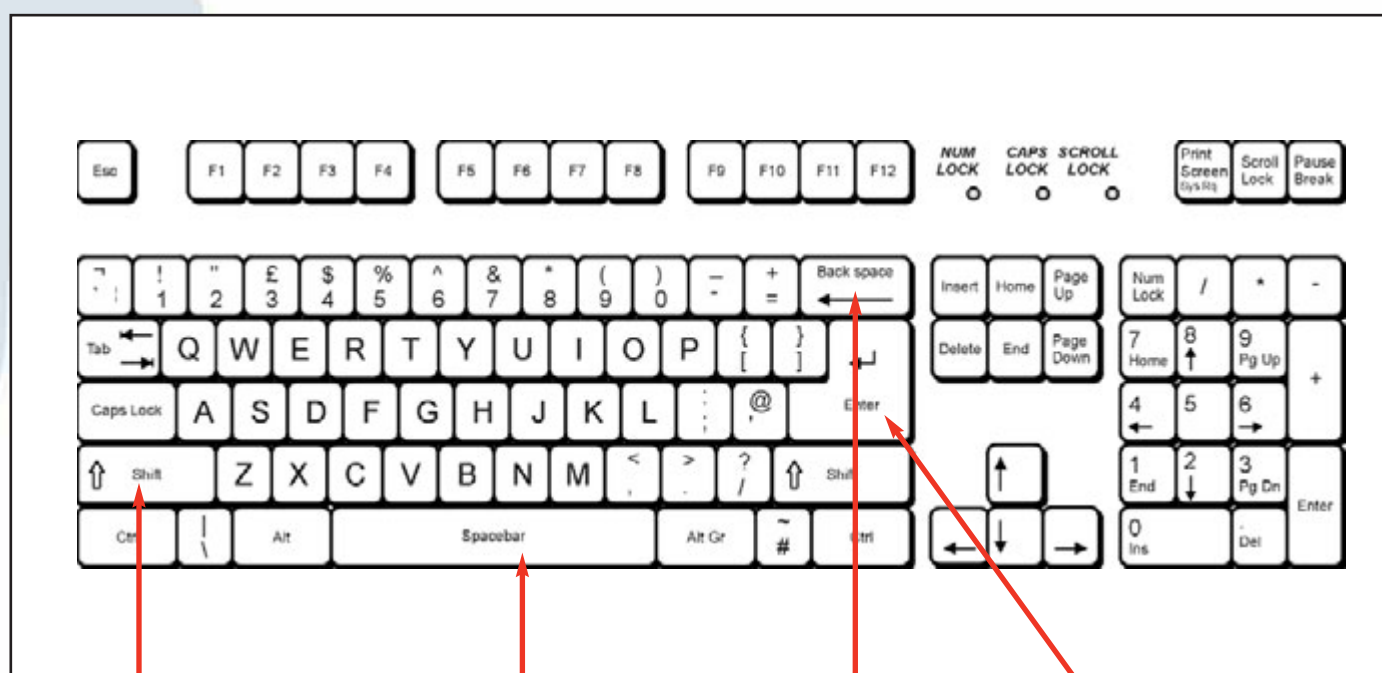 Esc F1 F2 F3 F4 F5 F6 F7 F8 F9 F10 F11 F12
NUM LOCK CAPS LOCK SCROLL LOCK
Print Screen Sys Rq Scroll Lock Pause Break
¬ ` ¦ ! 1 " 2 £ 3 $ 4 % 5 ^ 6 & 7 * 8 ( 9 ) 0 _ - + = Back space Insert Home Page Up Num Lock / * -
Tab Q W E R T Y U I O P { [ } ] Delete End Page Down 7 Home 8 9 Pg Up +
Caps Lock A S D F G H J K L : ; @ ' Enter 4 5 6
Shift Z X C V B N M < , > . ? / Shift 1 End 2 3 Pg Dn Enter
Ctrl | \ Alt Spacebar Alt Gr ~ # Ctrl 0 Ins . Del